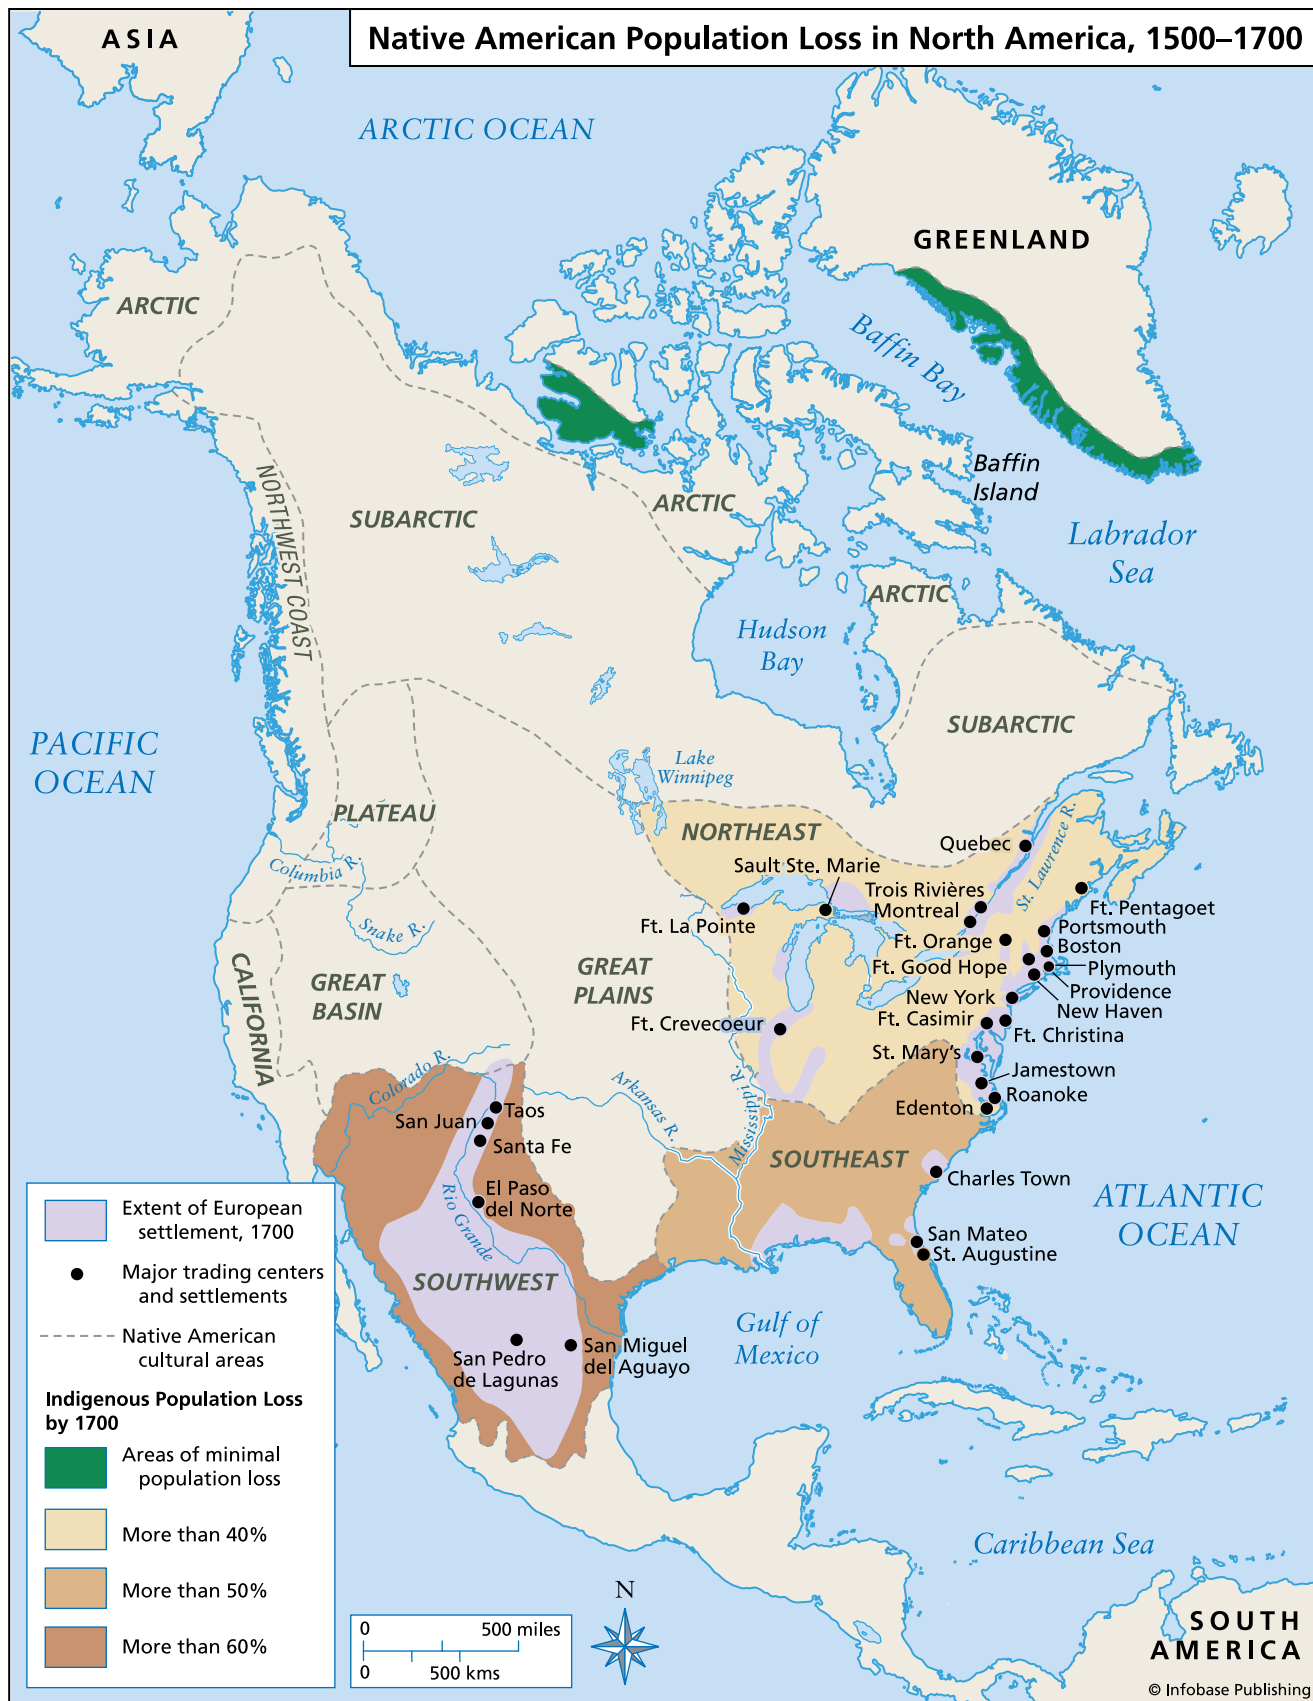 Native American Population Loss in North America, 1500–1700
ASIA
ARCTIC OCEAN
GREENLAND
ARCTIC
Baffin Bay
Baffin
Island
NORTHWEST COAST
SUBARCTIC
ARCTIC
Labrador
Sea
ARCTIC
Hudson
Bay
SUBARCTIC
PACIFIC
OCEAN
Lake
Winnipeg
PLATEAU
NORTHEAST
Quebec
St. Lawrence R.
Columbia R.
Sault Ste. Marie
Trois Rivières
Montreal
Ft. Pentagoet
Ft. La Pointe
Portsmouth
Snake R.
Ft. Orange
Boston
CALIFORNIA
GREAT
BASIN
GREAT
PLAINS
Ft. Good Hope
Plymouth
Providence
New York
New Haven
Ft. Crevecoeur
Ft. Casimir
Ft. Christina
St. Mary's
Colorado R.
Arkansas R.
Mississippi R.
Jamestown
Roanoke
Edenton
Taos
San Juan
Santa Fe
SOUTHEAST
Charles Town
El Paso
del Norte
Rio Grande
ATLANTIC
OCEAN
San Mateo
St. Augustine
SOUTHWEST
Gulf of
Mexico
San Pedro
de Lagunas
San Miguel
del Aguayo
Caribbean Sea
SOUTH
AMERICA
Extent of European
settlement, 1700
Major trading centers
and settlements
Native American
cultural areas
Indigenous Population Loss
by 1700
Areas of minimal
population loss
More than 40%
More than 50%
More than 60%
0 500 miles
0 500 kms
N
© Infobase Publishing